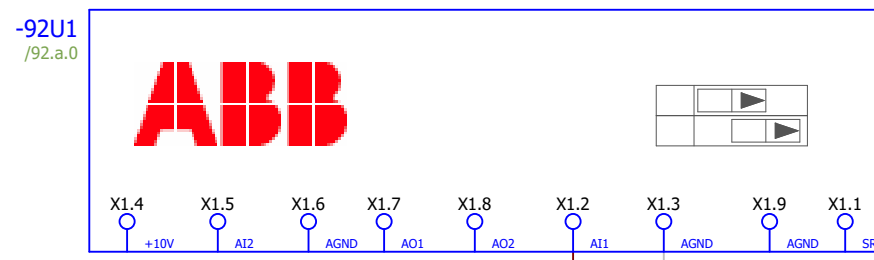 -92U1
/92.a.0
ABB
X1.4 X1.5 X1.6 X1.7 X1.8 X1.2 X1.3 X1.9 X1.1
+10V AI2 AGND AO1 AO2 AI1 AGND AGND